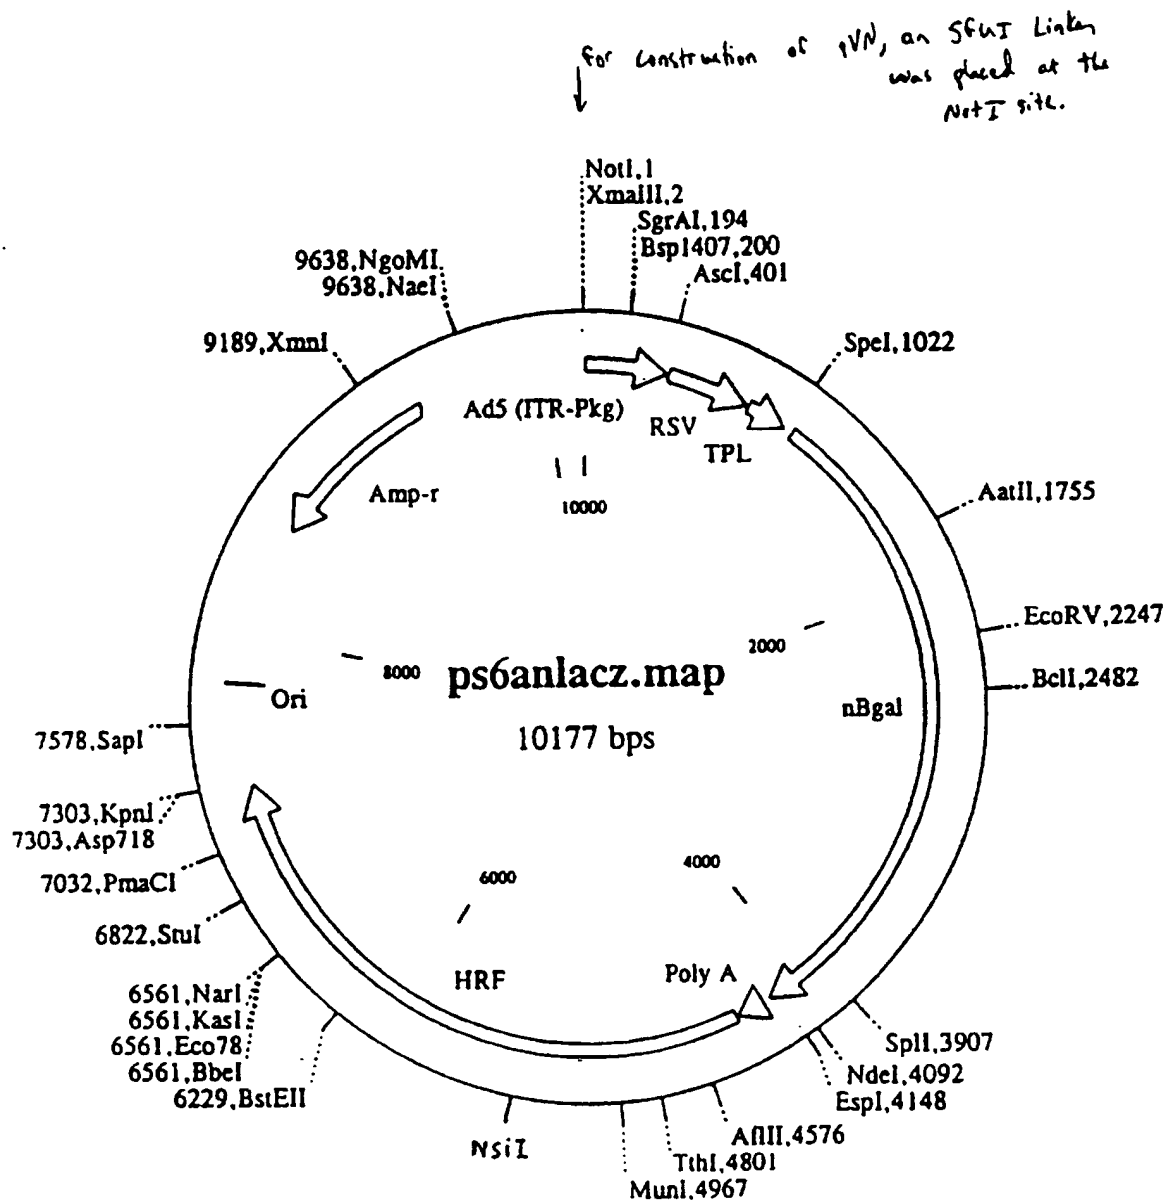 for construction of pVN, an SfuI Linker
was placed at the
NotI site.
NotI,1
XmaIII,2
SgrAI,194
Bsp1407,200
AscI,401
9638,NgoMI
9638,NaeI
9189,XmnI
SpeI,1022
Ad5 (ITR-Pkg)
RSV
TPL
Amp-r
10000
AatII,1755
EcoRV,2247
2000
8000
ps6anlacz.map
BclI,2482
Ori
nBgal
10177 bps
7578,SapI
7303,KpnI
7303,Asp718
7032,PmaCI
4000
6000
6822,StuI
HRF
Poly A
6561,NarI
6561,KasI
6561,Eco78
6561,BbeI
6229,BstEII
SplI,3907
NdeI,4092
EspI,4148
NsiI
AflII,4576
TthI,4801
MunI,4967